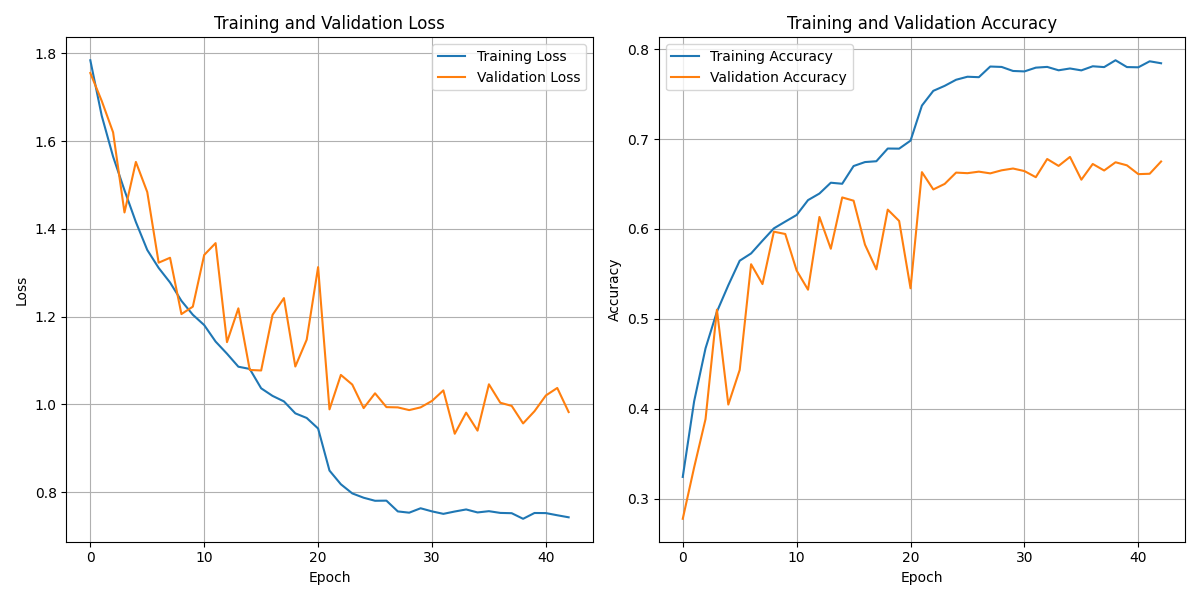 Training and Validation Loss
Training Loss
Validation Loss
1.8
1.6
1.4
1.2
1.0
0.8
Loss
0 10 20 30 40
Epoch
Training and Validation Accuracy
Training Accuracy
Validation Accuracy
0.8
0.7
0.6
0.5
0.4
0.3
Accuracy
0 10 20 30 40
Epoch